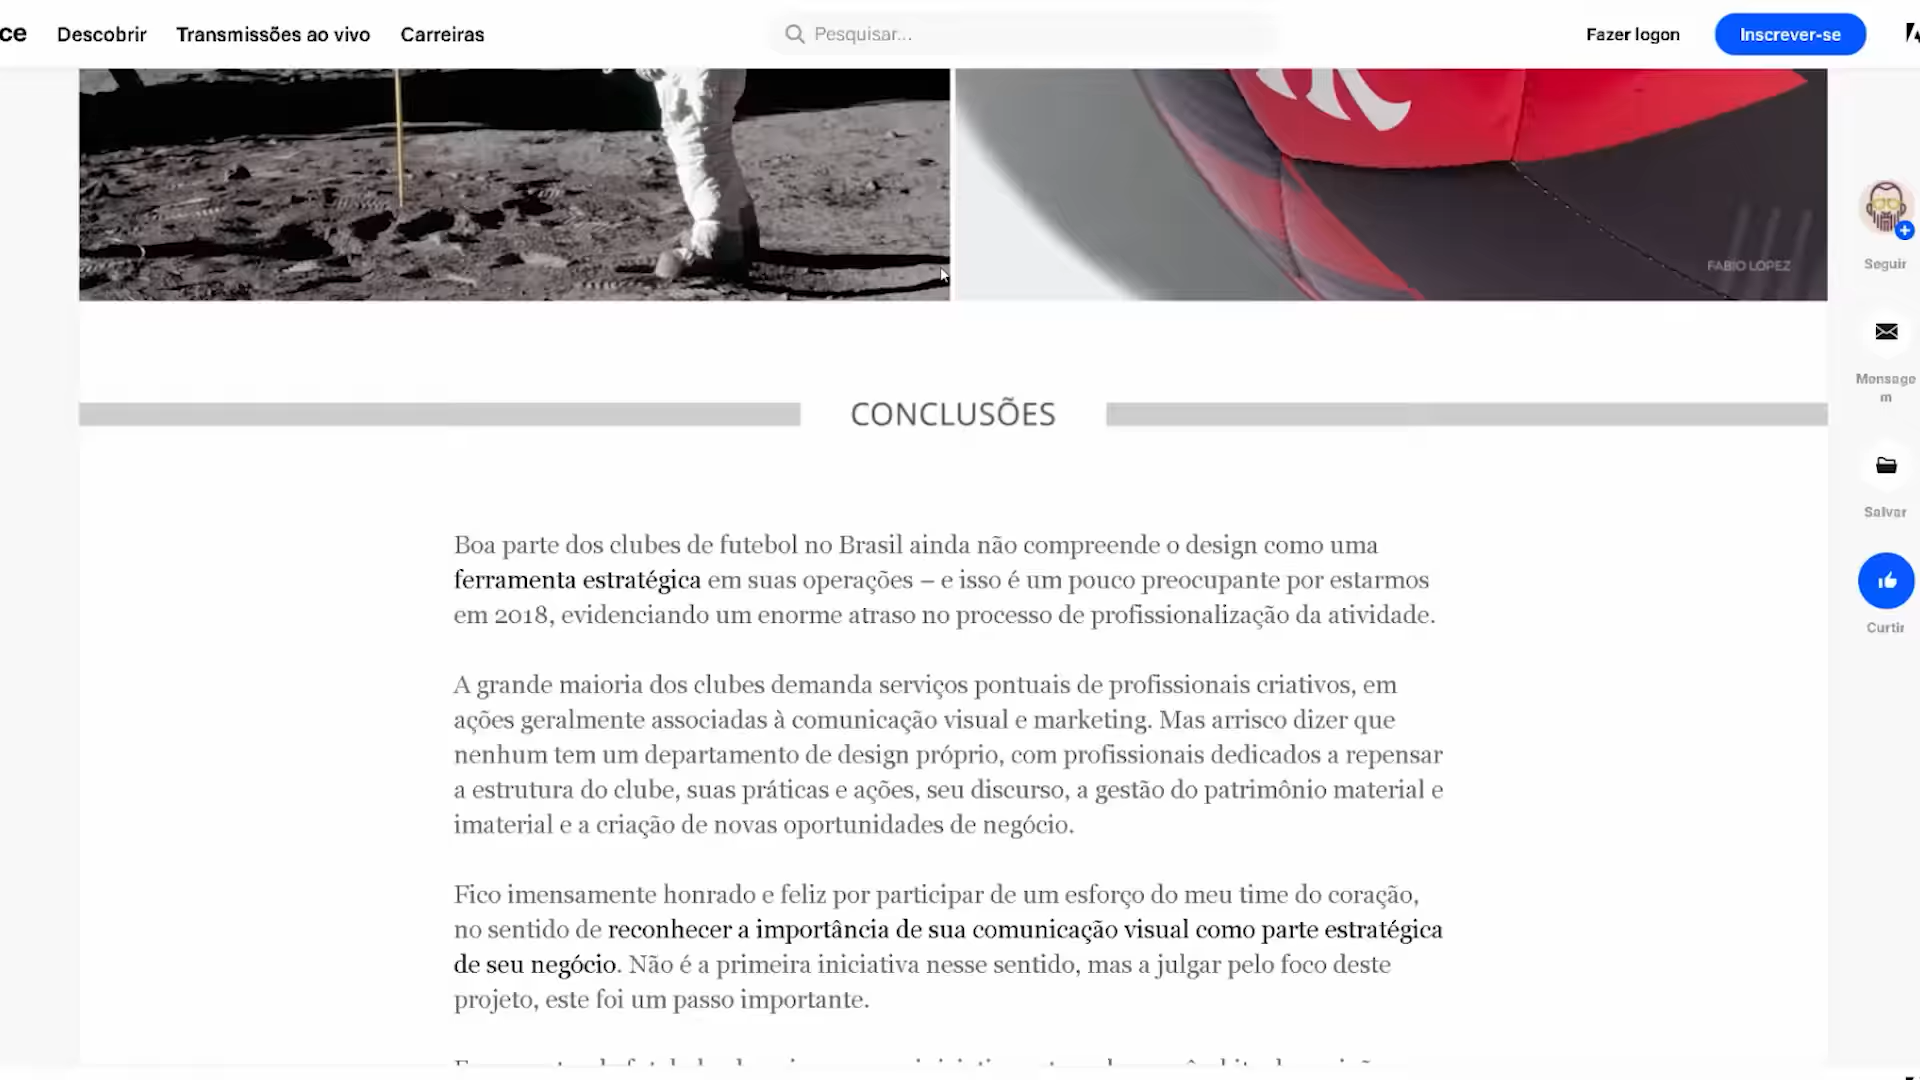 ce Descobrir Transmissões ao vivo Carreiras Pesquisar... Fazer logon Inscrever-se
FABIO LOPEZ
Seguir
Mensage
m
Salvar
Curtir
CONCLUSÕES
Boa parte dos clubes de futebol no Brasil ainda não compreende o design como uma
ferramenta estratégica em suas operações – e isso é um pouco preocupante por estarmos
em 2018, evidenciando um enorme atraso no processo de profissionalização da atividade.
A grande maioria dos clubes demanda serviços pontuais de profissionais criativos, em
ações geralmente associadas à comunicação visual e marketing. Mas arrisco dizer que
nenhum tem um departamento de design próprio, com profissionais dedicados a repensar
a estrutura do clube, suas práticas e ações, seu discurso, a gestão do patrimônio material e
imaterial e a criação de novas oportunidades de negócio.
Fico imensamente honrado e feliz por participar de um esforço do meu time do coração,
no sentido de reconhecer a importância de sua comunicação visual como parte estratégica
de seu negócio. Não é a primeira iniciativa nesse sentido, mas a julgar pelo foco deste
projeto, este foi um passo importante.